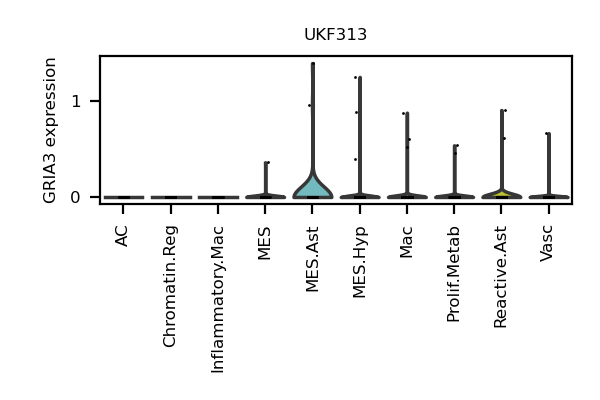 UKF313
GRIA3 expression
1
0
AC
Chromatin.Reg
Inflammatory.Mac
MES
MES.Ast
MES.Hyp
Mac
Prolif.Metab
Reactive.Ast
Vasc